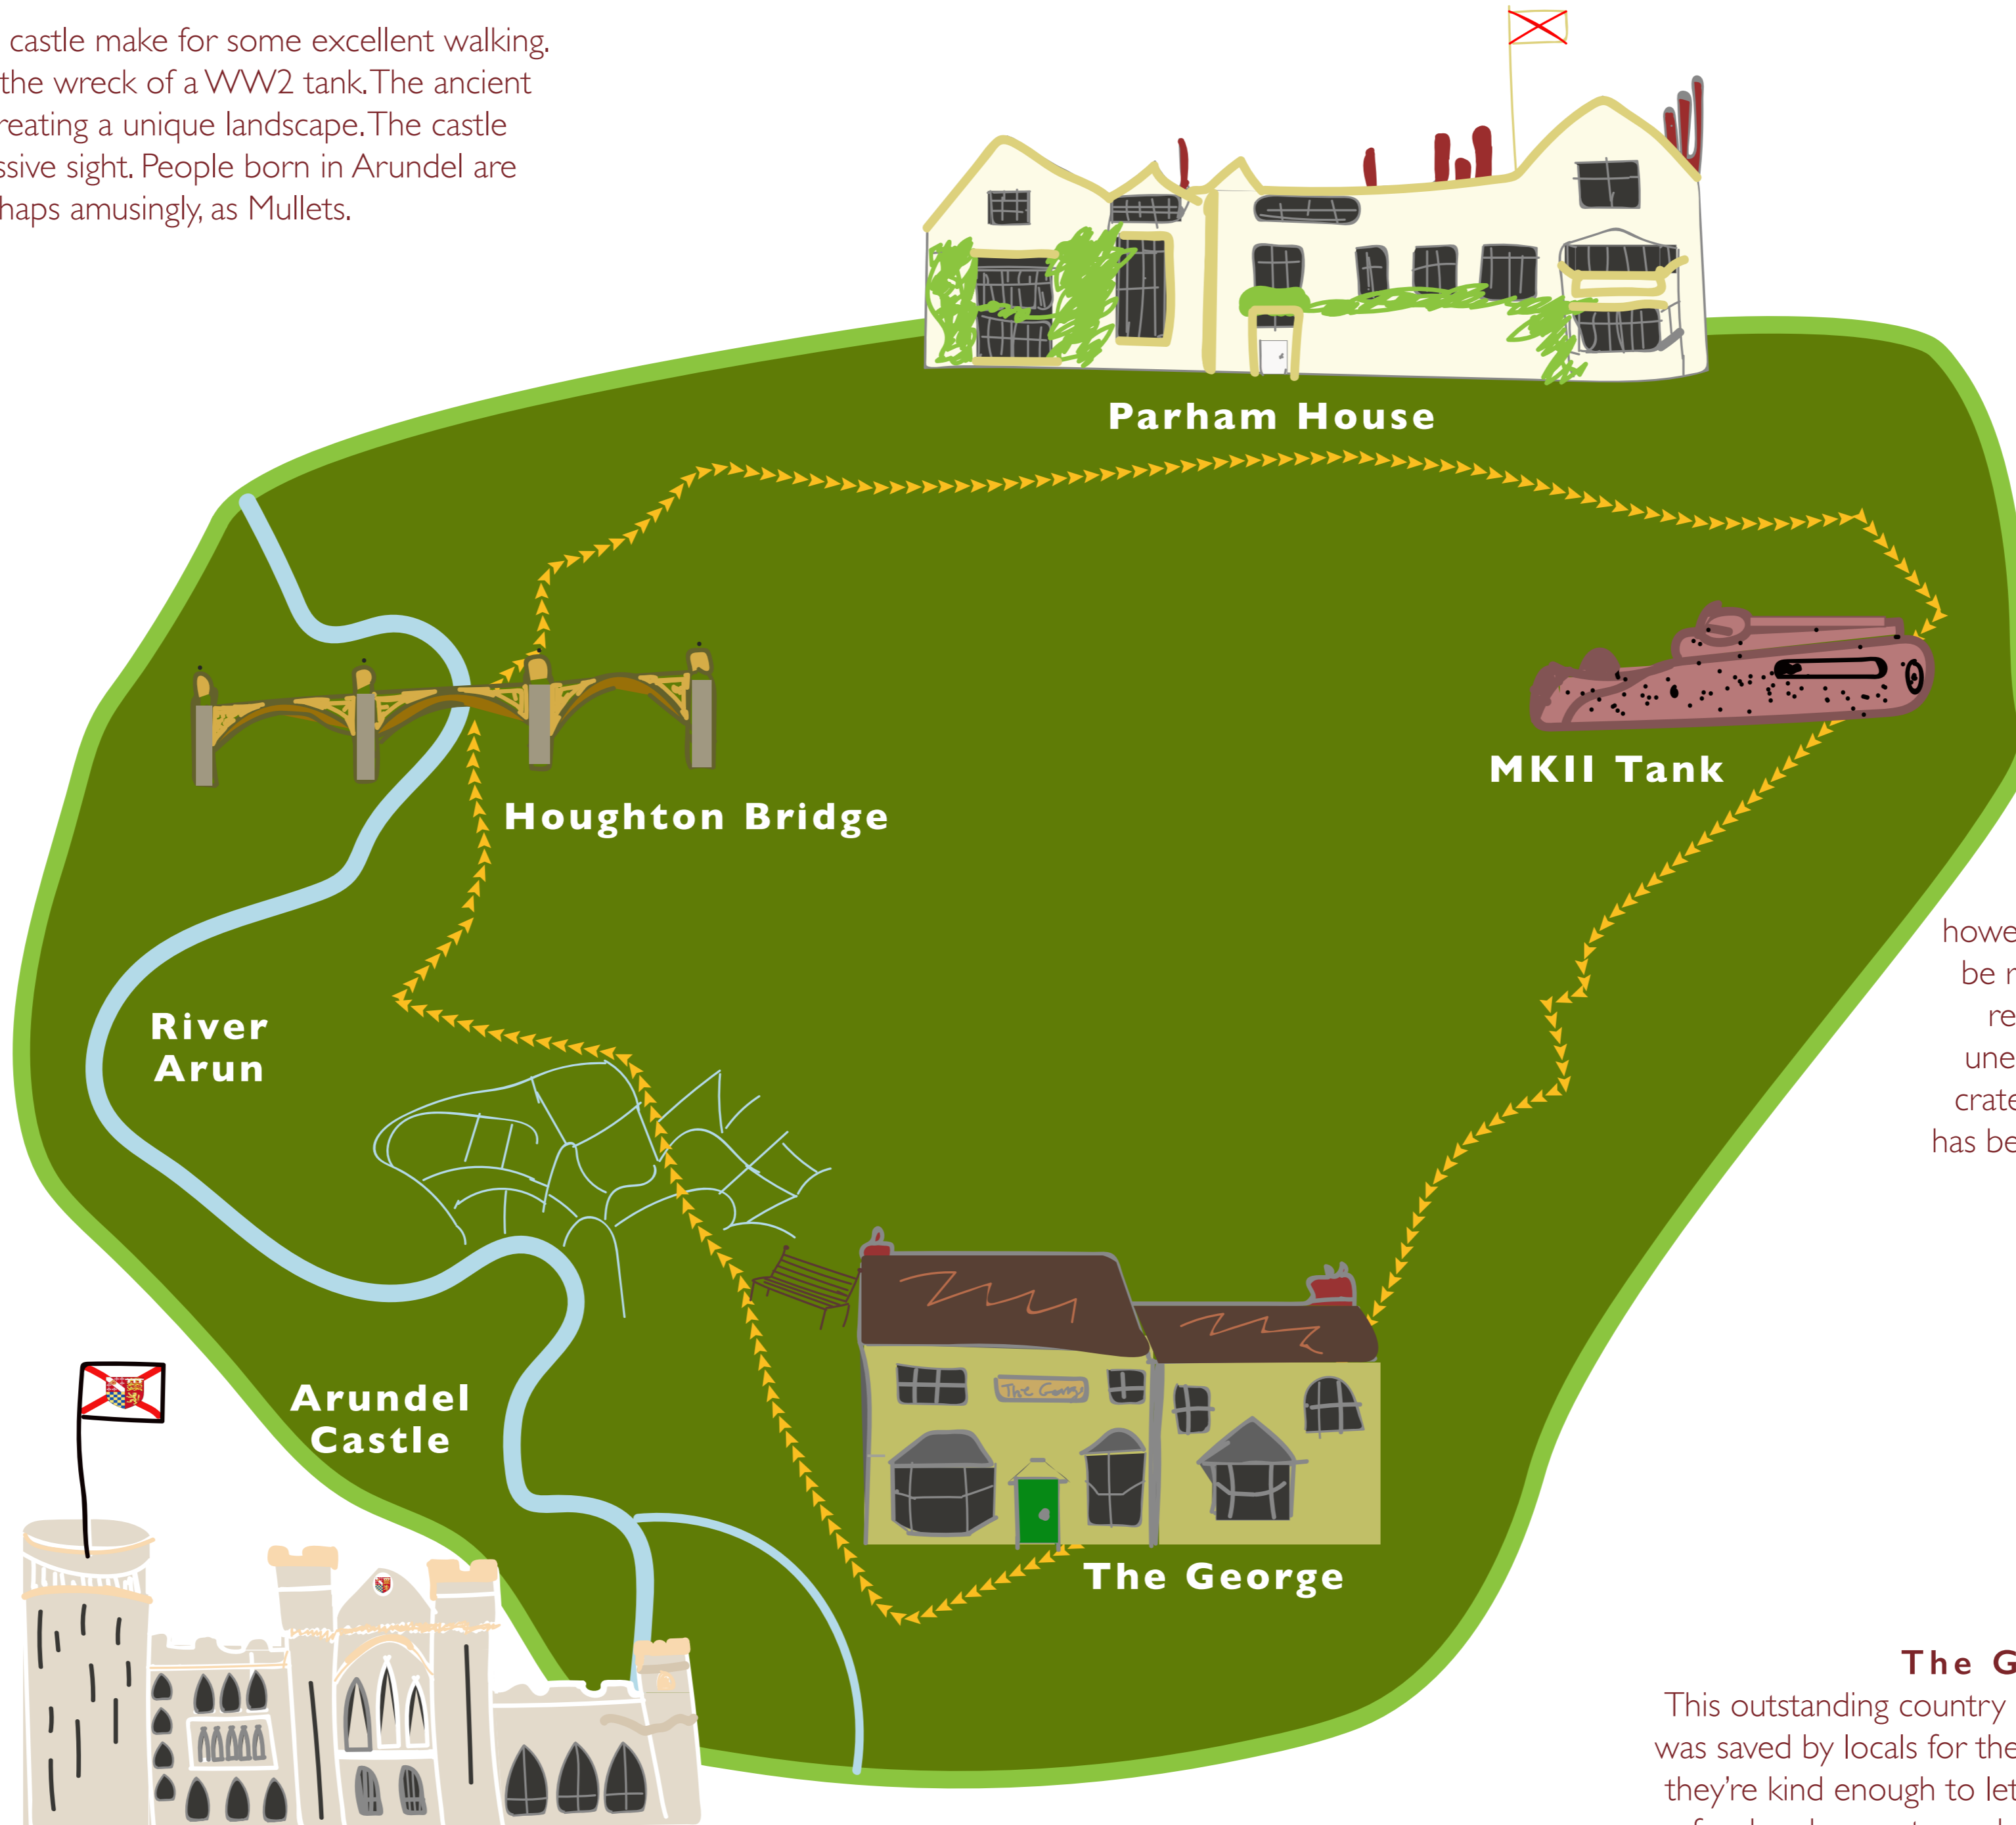 castle make for some excellent walking.
the wreck of a WW2 tank. The ancient
reating a unique landscape. The castle
ssive sight. People born in Arundel are
haps amusingly, as Mullets.
Parham House
MKII Tank
Houghton Bridge
howe
be r
re
une
crate
has be
River
Arun
Arundel
Castle
The George
The G
This outstanding country
was saved by locals for the
they're kind enough to let